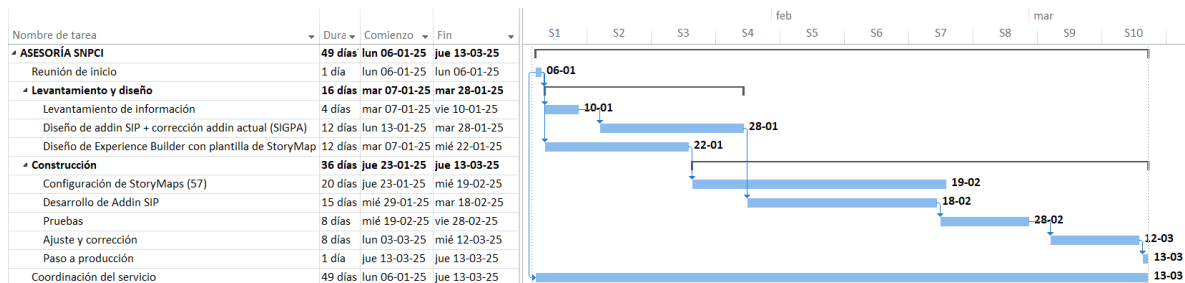 feb mar
Nombre de tarea Dura Comienzo Fin S1 S2 S3 S4 S5 S6 S7 S8 S9 S10
ASESORÍA SNPCI 49 días lun 06-01-25 jue 13-03-25
Reunión de inicio 1 día lun 06-01-25 lun 06-01-25 06-01
Levantamiento y diseño 16 días mar 07-01-25 mar 28-01-25
Levantamiento de información 4 días mar 07-01-25 vie 10-01-25 10-01
Diseño de addin SIP + corrección addin actual (SIGPA) 12 días lun 13-01-25 mar 28-01-25 28-01
Diseño de Experience Builder con plantilla de StoryMap 12 días mar 07-01-25 mié 22-01-25 22-01
Construcción 36 días jue 23-01-25 jue 13-03-25
Configuración de StoryMaps (57) 20 días jue 23-01-25 mié 19-02-25 19-02
Desarrollo de Addin SIP 15 días mié 29-01-25 mar 18-02-25 18-02
Pruebas 8 días mié 19-02-25 vie 28-02-25 28-02
Ajuste y corrección 8 días lun 03-03-25 mié 12-03-25 12-03
Paso a producción 1 día jue 13-03-25 jue 13-03-25 13-03
Coordinación del servicio 49 días lun 06-01-25 jue 13-03-25 13-03